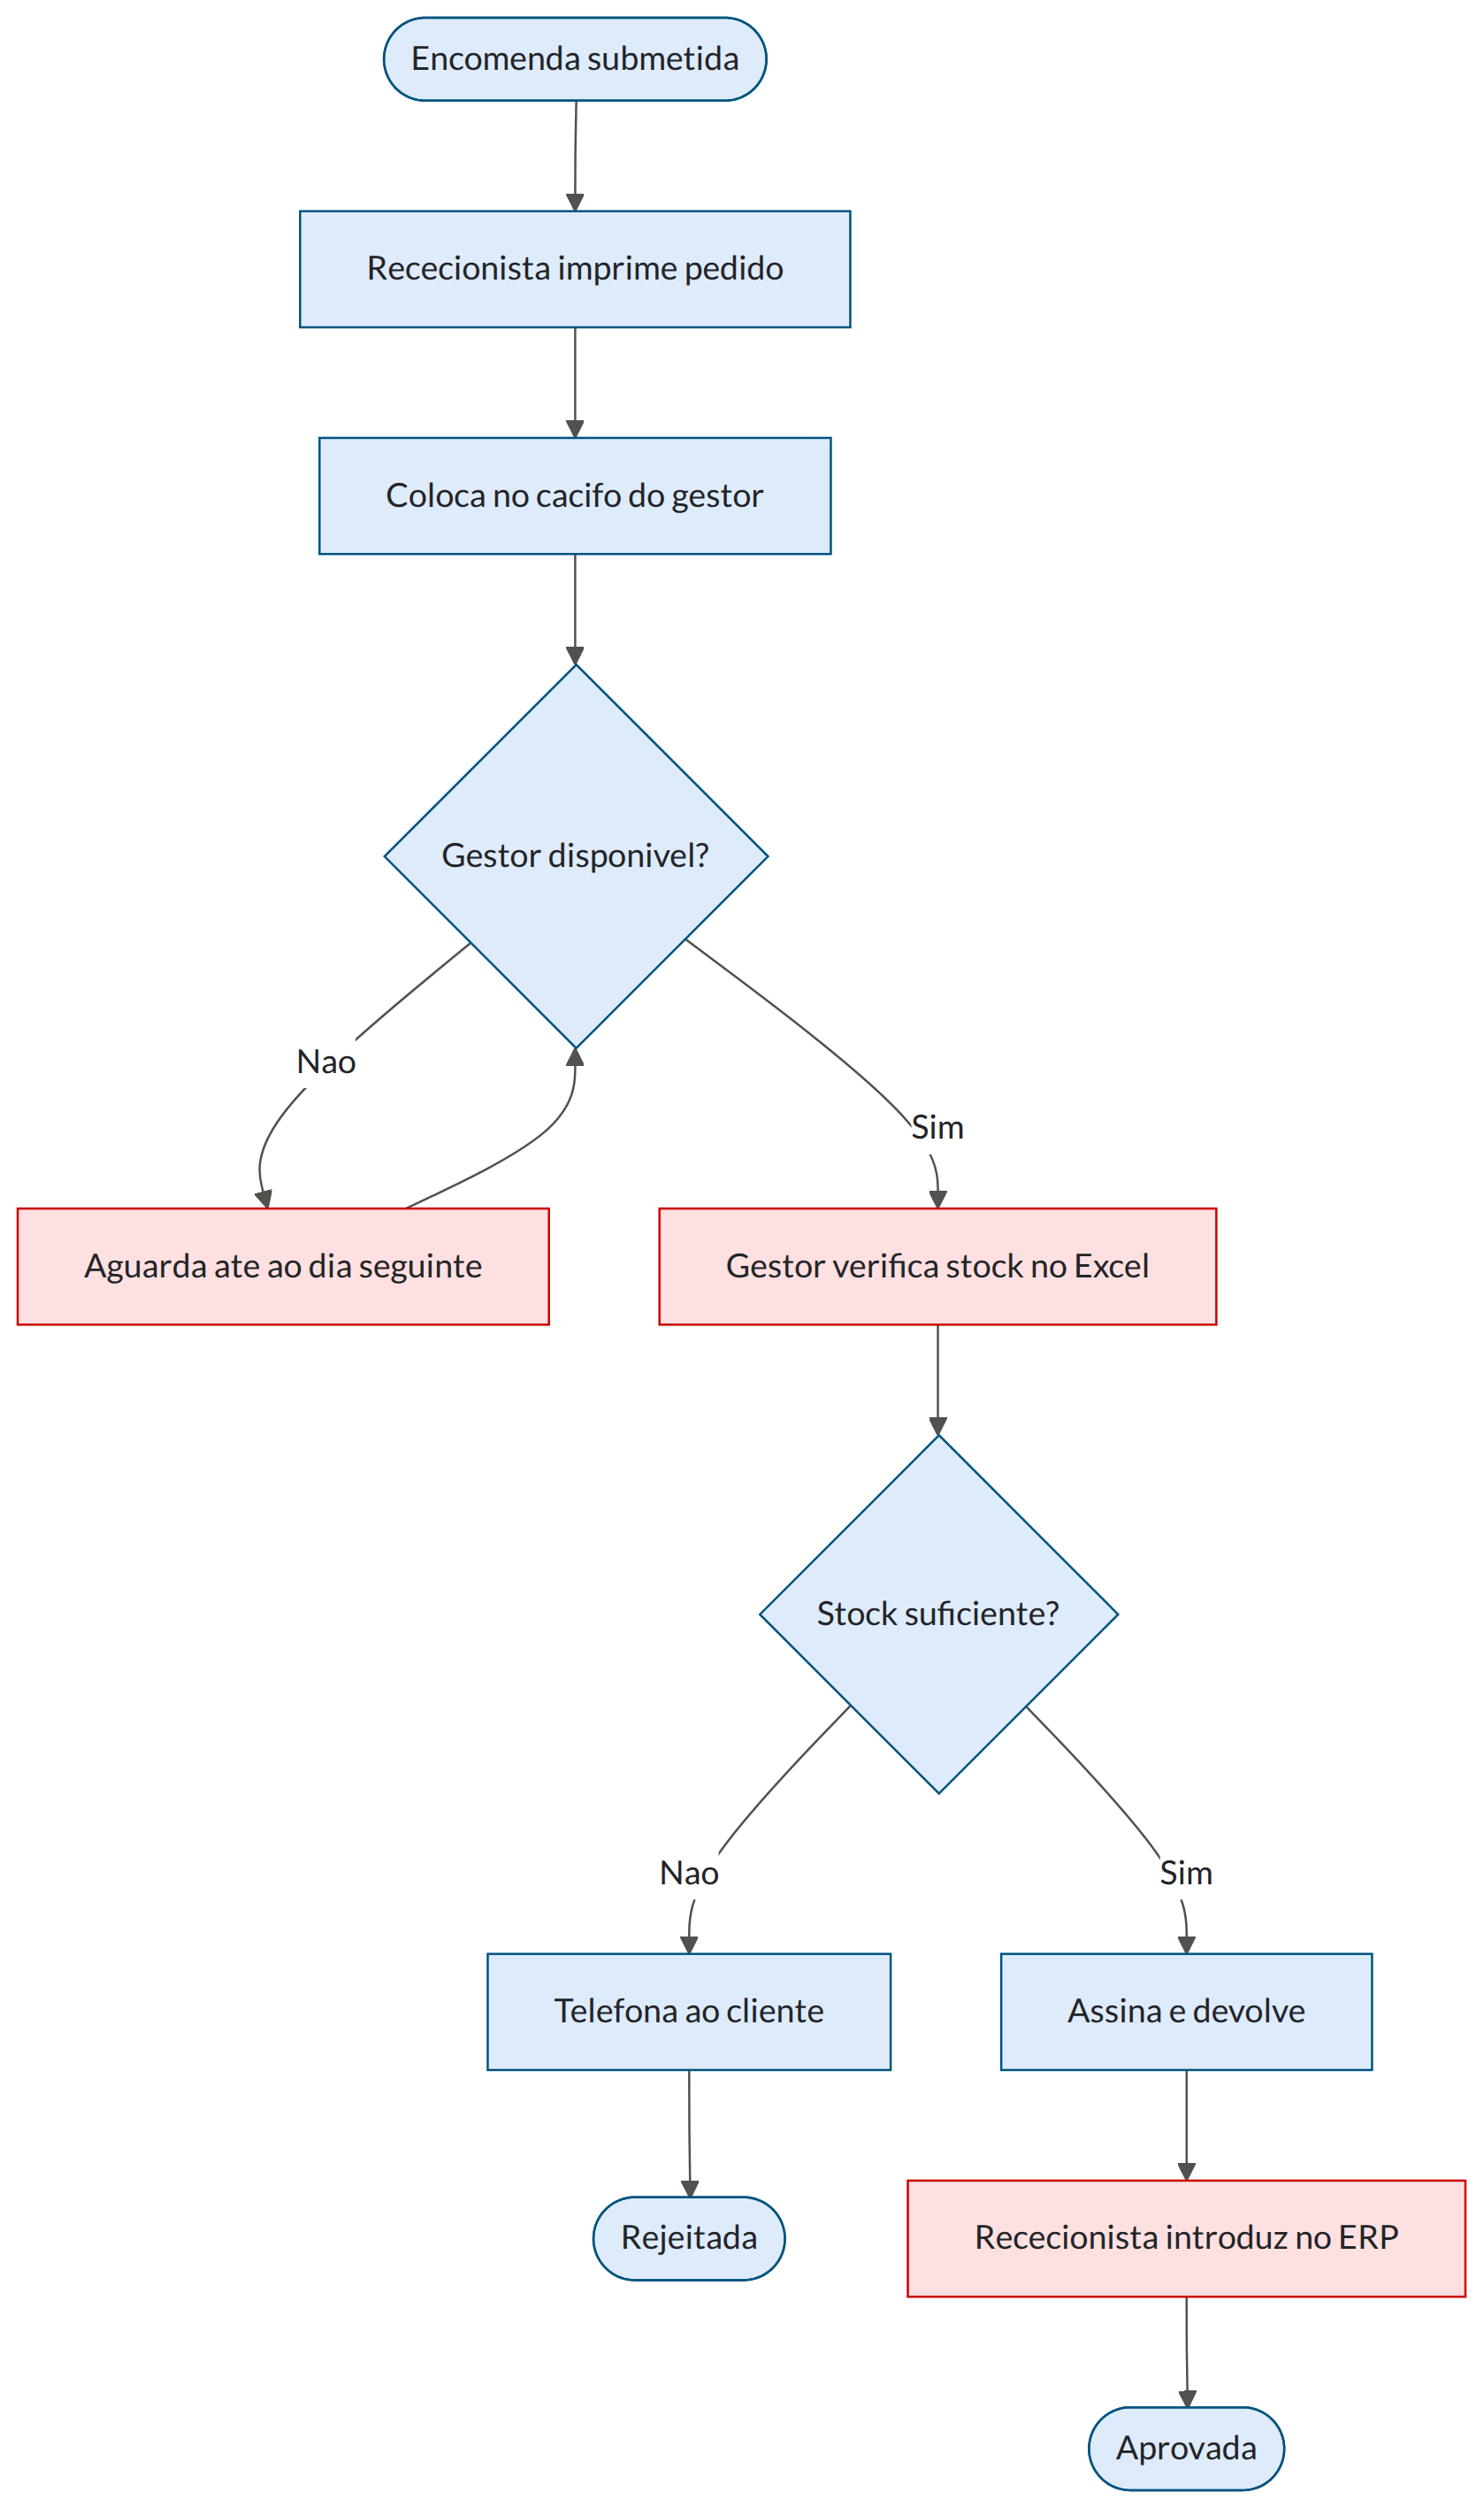 Encomenda submetida
Rececionista imprime pedido
Coloca no cacifo do gestor
Gestor disponivel?
Nao
Sim
Aguarda ate ao dia seguinte
Gestor verifica stock no Excel
Stock suficiente?
Nao
Sim
Telefona ao cliente
Assina e devolve
Rejeitada
Rececionista introduz no ERP
Aprovada